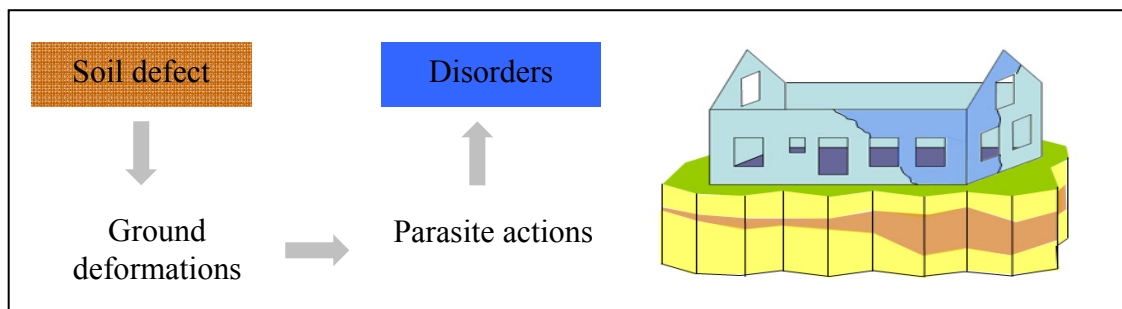 Soil defect
Disorders
Ground
deformations
Parasite actions